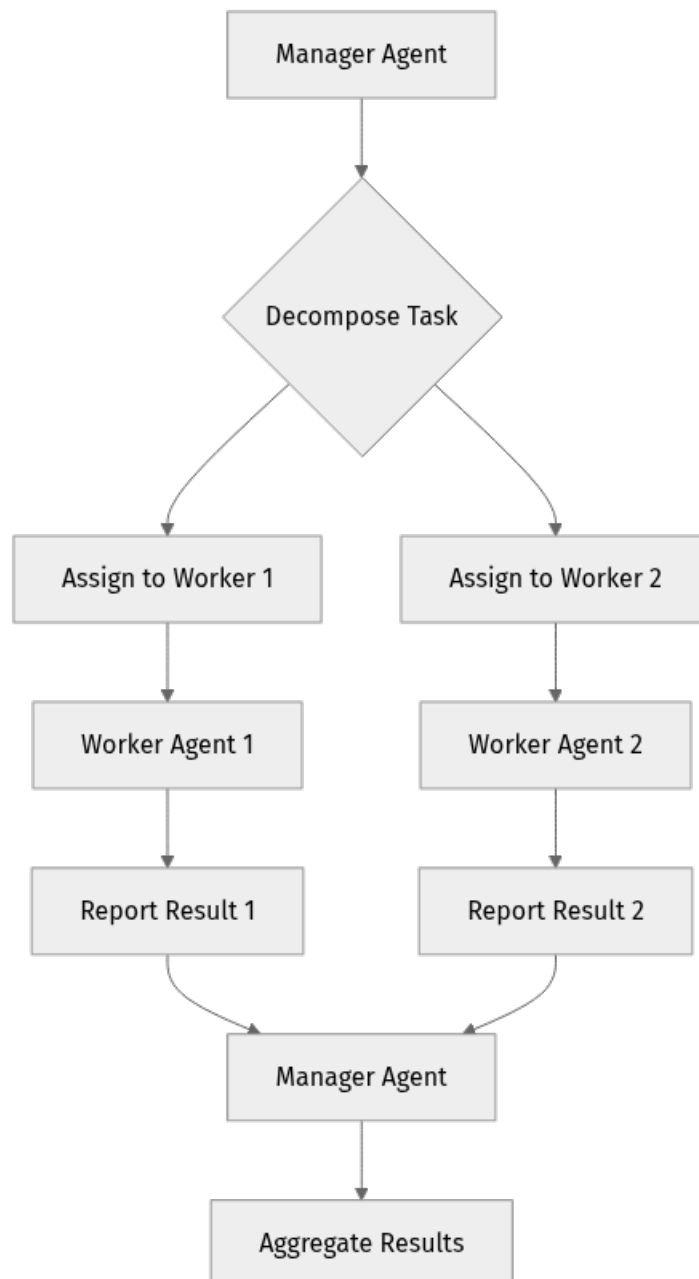 Manager Agent
Decompose Task
Assign to Worker 1
Assign to Worker 2
Worker Agent 1
Worker Agent 2
Report Result 1
Report Result 2
Manager Agent
Aggregate Results